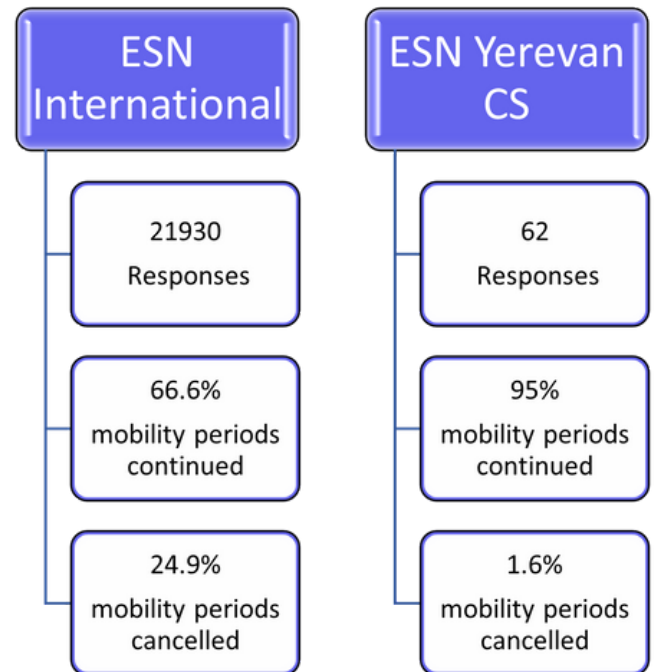 ESN
International
21930
Responses
66.6%
mobility periods
continued
24.9%
mobility periods
cancelled
ESN Yerevan
CS
62
Responses
95%
mobility periods
continued
1.6%
mobility periods
cancelled